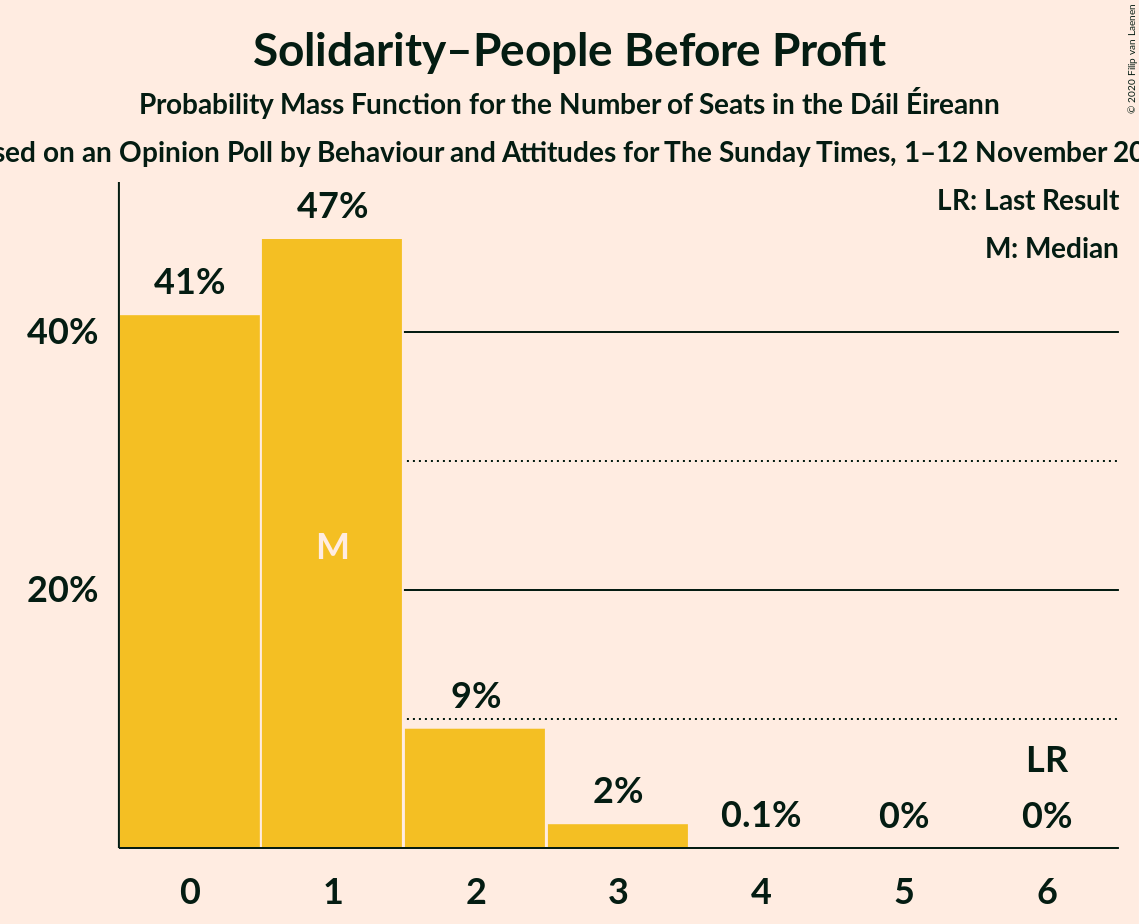 Solidarity–People Before Profit
Probability Mass Function for the Number of Seats in the Dáil Éireann
on an Opinion Poll by Behaviour and Attitudes for The Sunday Times, 1–12 November
© 2020 Filip van Laenen
LR: Last Result
M: Median
47%
41%
40%
M
20%
9%
2%
0.1%
0%
LR
0%
0 1 2 3 4 5 6